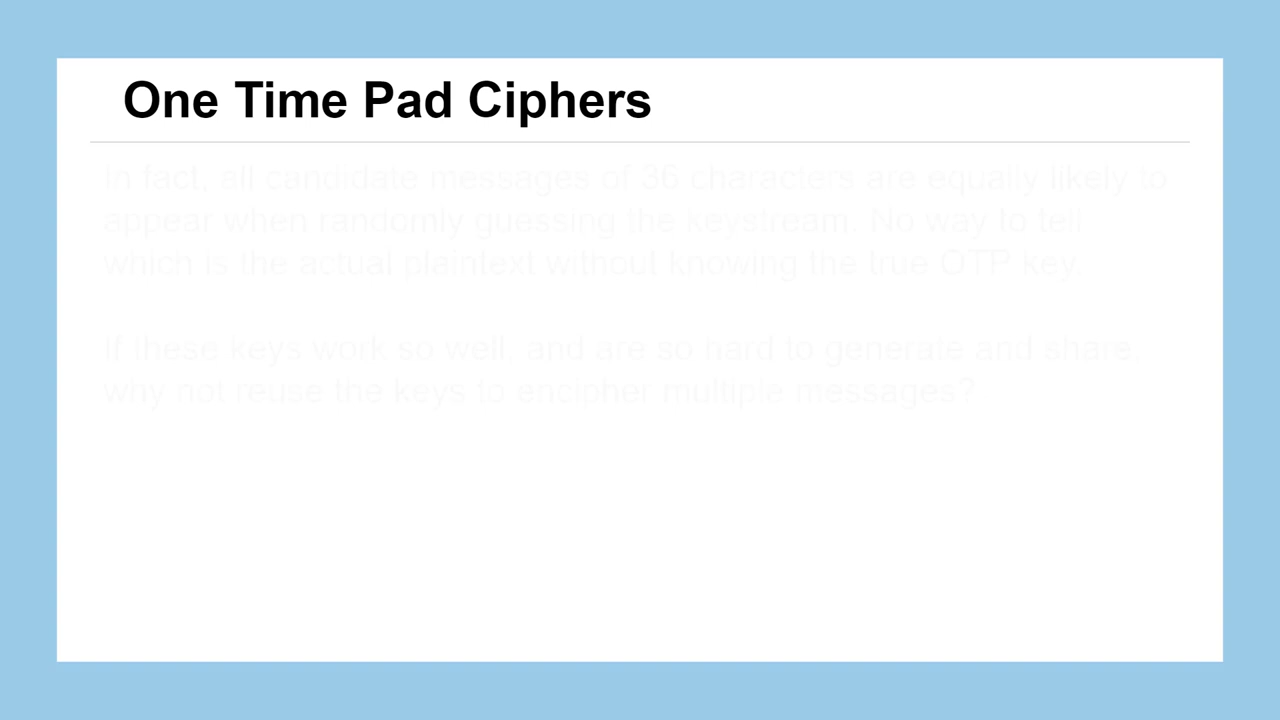 One Time Pad Ciphers
In fact, all candidate messages of 36 characters are equally likely to
appear when randomly guessing the keystream. No way to tell
which is the actual plaintext without knowing the true OTP key.
If these keys work so well, and are so hard to generate and share,
why not reuse the keys to encipher multiple messages?